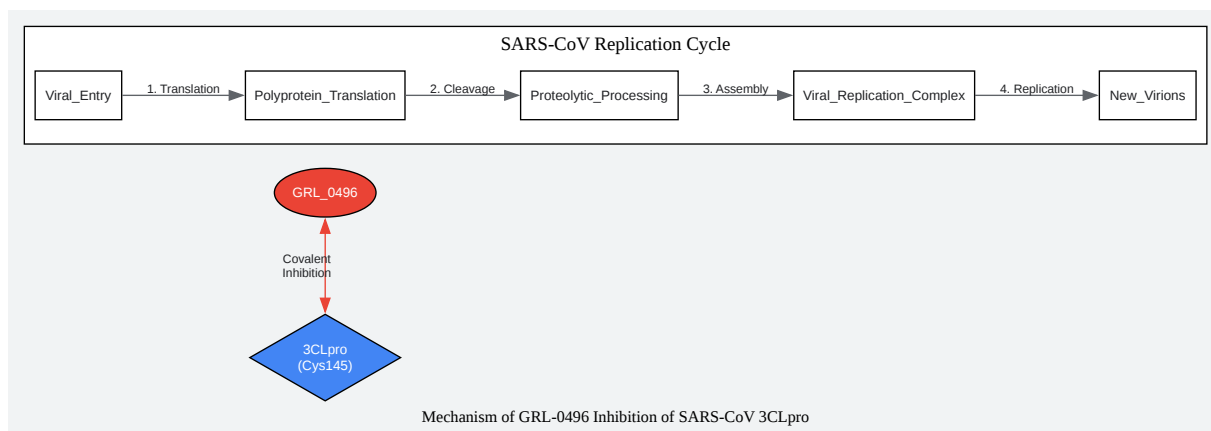 SARS-CoV Replication Cycle
Viral_Entry
1. Translation
Polyprotein_Translation
2. Cleavage
Proteolytic_Processing
3. Assembly
Viral_Replication_Complex
4. Replication
New_Virions
GRL_0496
Covalent
Inhibition
3CLpro
(Cys145)
Mechanism of GRL-0496 Inhibition of SARS-CoV 3CLpro